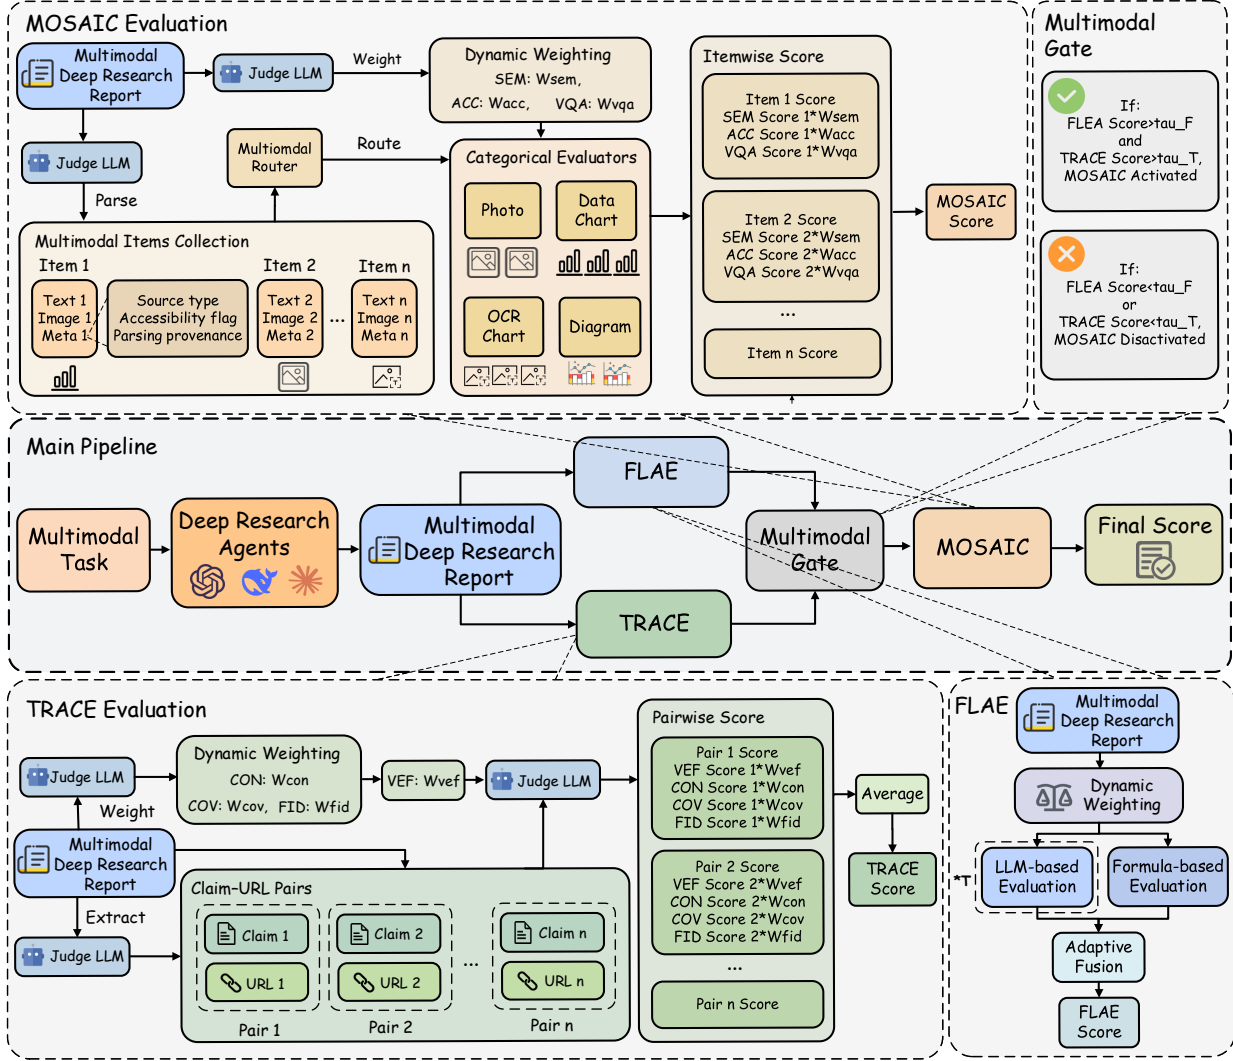 MOSAIC Evaluation
Multimodal
Deep Research
Report
Judge LLM
Weight
Dynamic Weighting
SEM: Wsem,
ACC: Wacc, VQA: Wvqa
Judge LLM
Parse
Multiomdal
Router
Route
Multimodal Items Collection
Item 1
Item 2
Item n
Text 1
Image 1
Meta 1
Source type
Accessibility flag
Parsing provenance
Text 2
Image 2
Meta 2
...
Text n
Image n
Meta n
Categorical Evaluators
Photo
Data
Chart
OCR
Chart
Diagram
Itemwise Score
Item 1 Score
SEM Score 1*Wsem
ACC Score 1*Wacc
VQA Score 1*Wvqa
Item 2 Score
SEM Score 2*Wsem
ACC Score 2*Wacc
VQA Score 2*Wvqa
...
Item n Score
MOSAIC
Score
Multimodal
Gate
If:
FLEA Score>tau_F
and
TRACE Score>tau_T,
MOSAIC Activated
If:
FLEA Score<tau_F
or
TRACE Score<tau_T,
MOSAIC Disactivated
Main Pipeline
Multimodal
Task
Deep Research
Agents
Multimodal
Deep Research
Report
FLAE
TRACE
Multimodal
Gate
MOSAIC
Final Score
TRACE Evaluation
Judge LLM
Weight
Dynamic Weighting
CON: Wcon
COV: Wcov, FID: Wfid
VEF: Wvef
Judge LLM
Multimodal
Deep Research
Report
Extract
Judge LLM
Claim-URL Pairs
Claim 1
URL 1
Pair 1
Claim 2
URL 2
Pair 2
...
Claim n
URL n
Pair n
Pairwise Score
Pair 1 Score
VEF Score 1*Wvef
CON Score 1*Wcon
COV Score 1*Wcov
FID Score 1*Wfid
Pair 2 Score
VEF Score 2*Wvef
CON Score 2*Wcon
COV Score 2*Wcov
FID Score 2*Wfid
...
Pair n Score
Average
TRACE
Score
FLAE
Multimodal
Deep Research
Report
Dynamic
Weighting
*T
LLM-based
Evaluation
Formula-based
Evaluation
Adaptive
Fusion
FLAE
Score